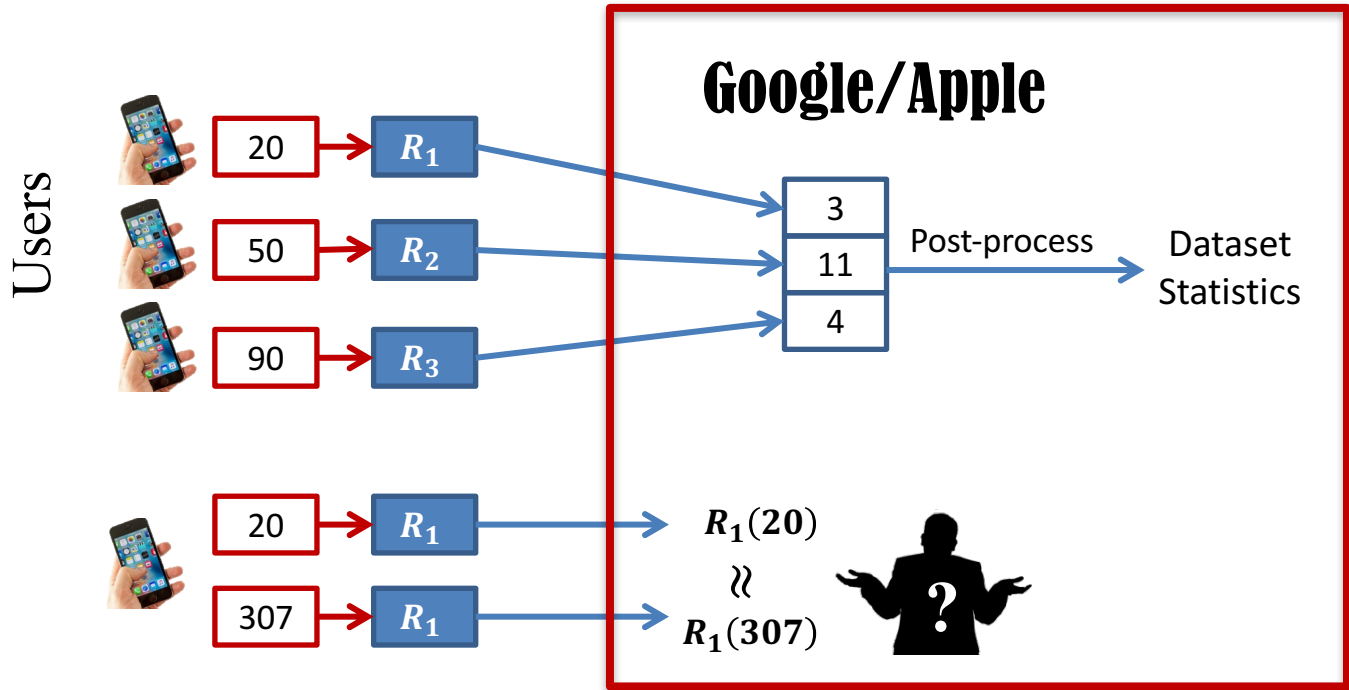 Google/Apple
Users
20
R₁
50
R₂
90
R₃
3
11
4
Post-process
Dataset
Statistics
20
R₁
R₁(20)
≈
307
R₁
R₁(307)
?